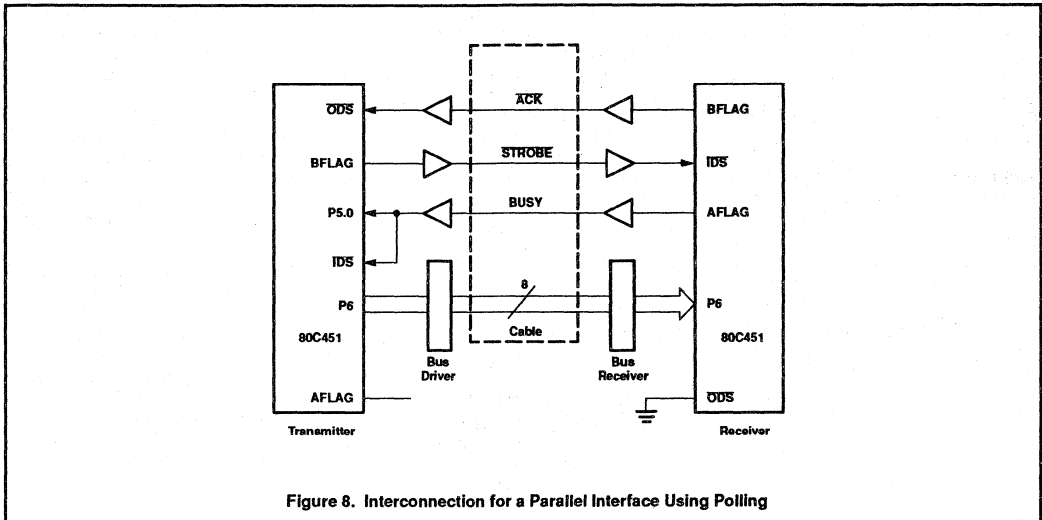 ODS
ACK
BFLAG
BFLAG
STROBE
IDS
P5.0
BUSY
AFLAG
IDS
P6
8
P6
80C451
Cable
80C451
Bus
Driver
Bus
Receiver
AFLAG
ODS
Transmitter
Receiver
Figure 8. Interconnection for a Parallel Interface Using Polling